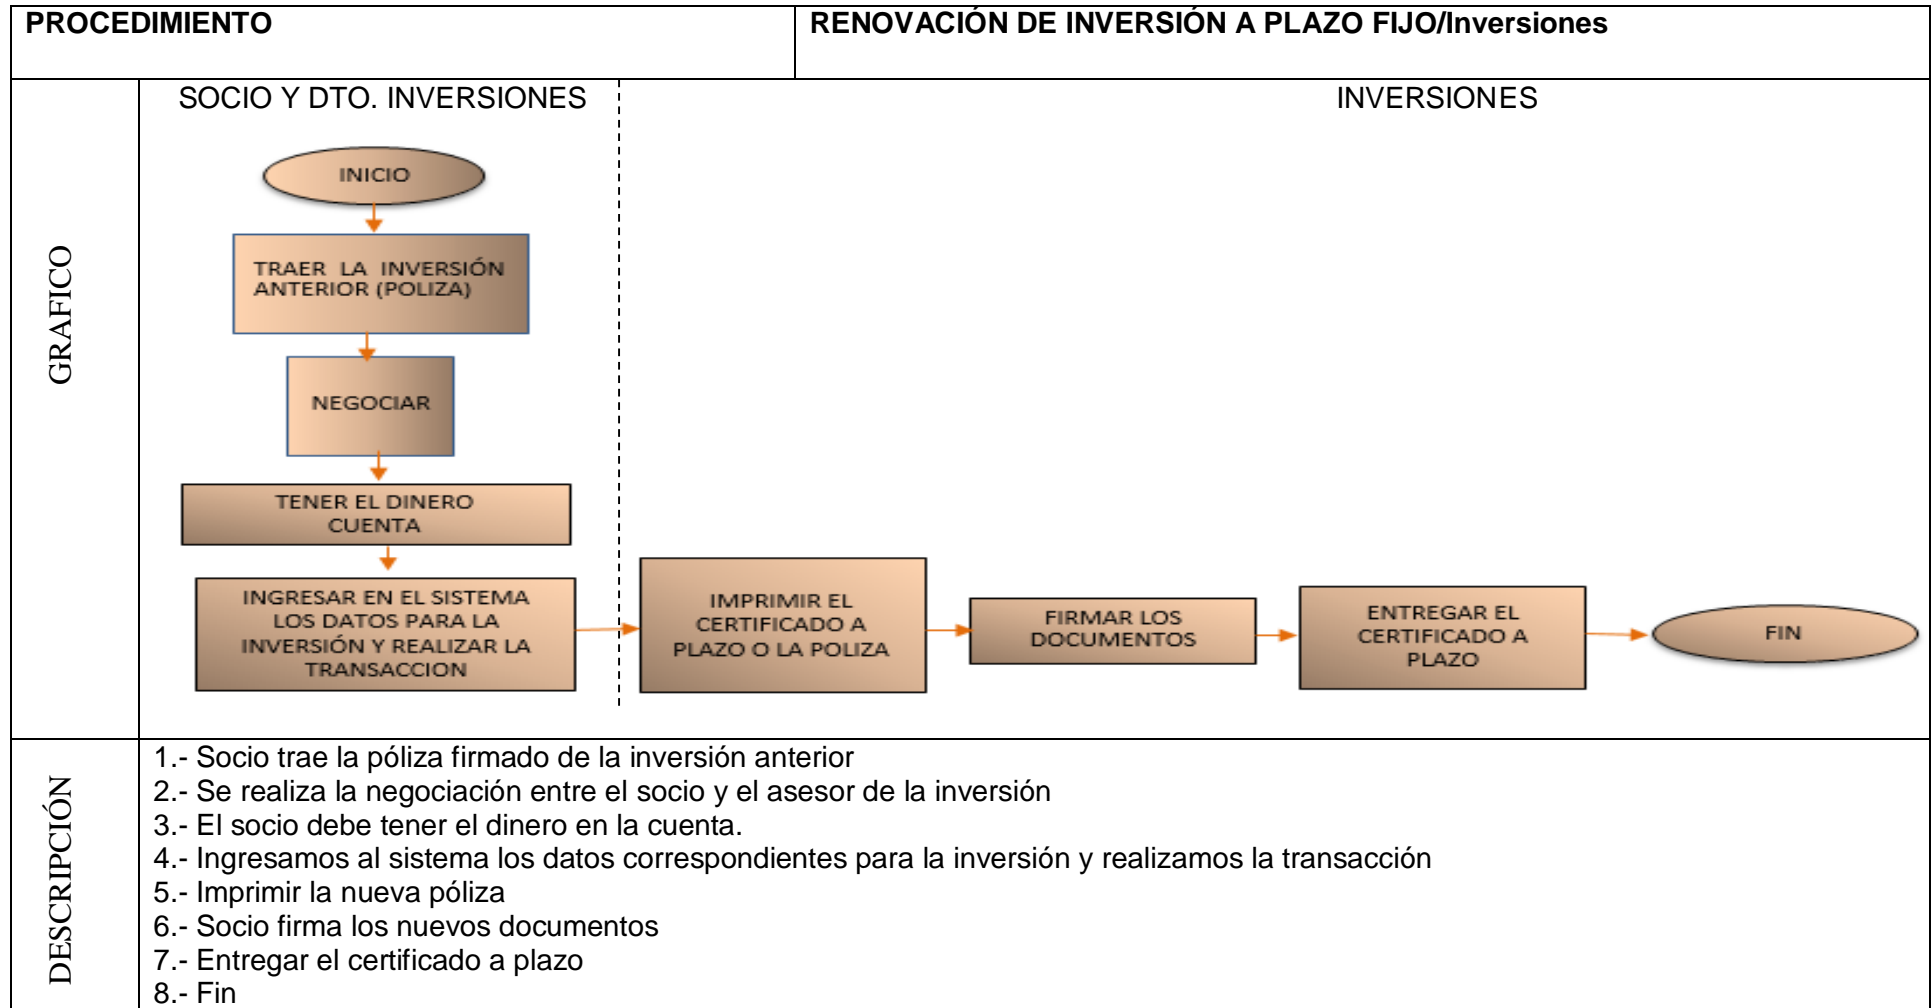 PROCEDIMIENTO
RENOVACIÓN DE INVERSIÓN A PLAZO FIJO/Inversiones
GRAFICO
SOCIO Y DTO. INVERSIONES
INVERSIONES
INICIO
TRAER LA INVERSIÓN
ANTERIOR (POLIZA)
NEGOCIAR
TENER EL DINERO
CUENTA
INGRESAR EN EL SISTEMA
LOS DATOS PARA LA
INVERSIÓN Y REALIZAR LA
TRANSACCION
IMPRIMIR EL
CERTIFICADO A
PLAZO O LA POLIZA
FIRMAR LOS
DOCUMENTOS
ENTREGAR EL
CERTIFICADO A
PLAZO
FIN
DESCRIPCIÓN
1.- Socio trae la póliza firmado de la inversión anterior
2.- Se realiza la negociación entre el socio y el asesor de la inversión
3.- El socio debe tener el dinero en la cuenta.
4.- Ingresamos al sistema los datos correspondientes para la inversión y realizamos la transacción
5.- Imprimir la nueva póliza
6.- Socio firma los nuevos documentos
7.- Entregar el certificado a plazo
8.- Fin